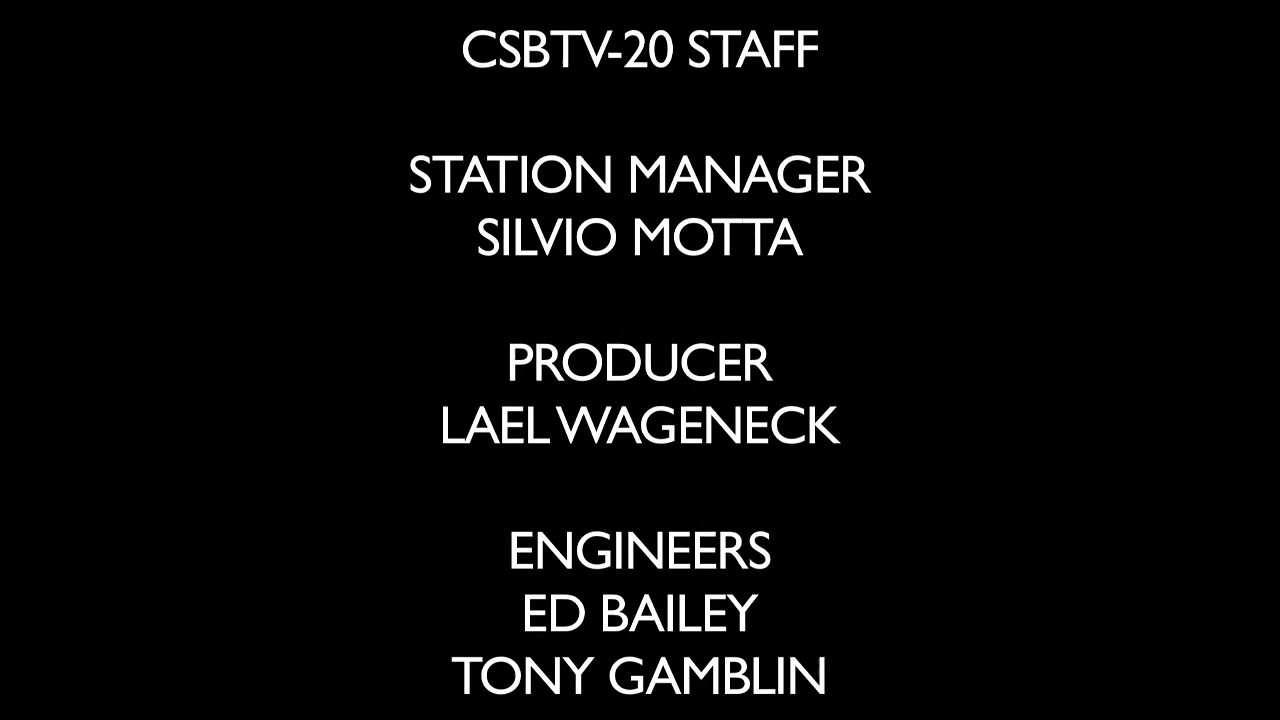 CSBTV-20 STAFF
STATION MANAGER
SILVIO MOTTA
PRODUCER
LAEL WAGENECK
ENGINEERS
ED BAILEY
TONY GAMBLIN